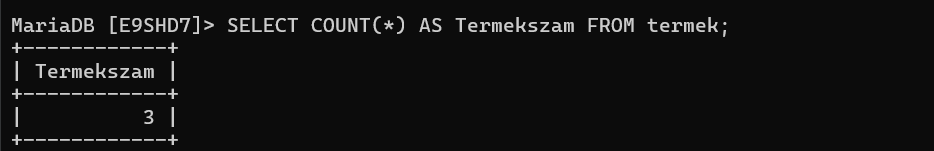 MariaDB [E9SHD7]> SELECT COUNT(*) AS Termekszam FROM termek;
+------------+
| Termekszam |
+------------+
|          3 |
+------------+